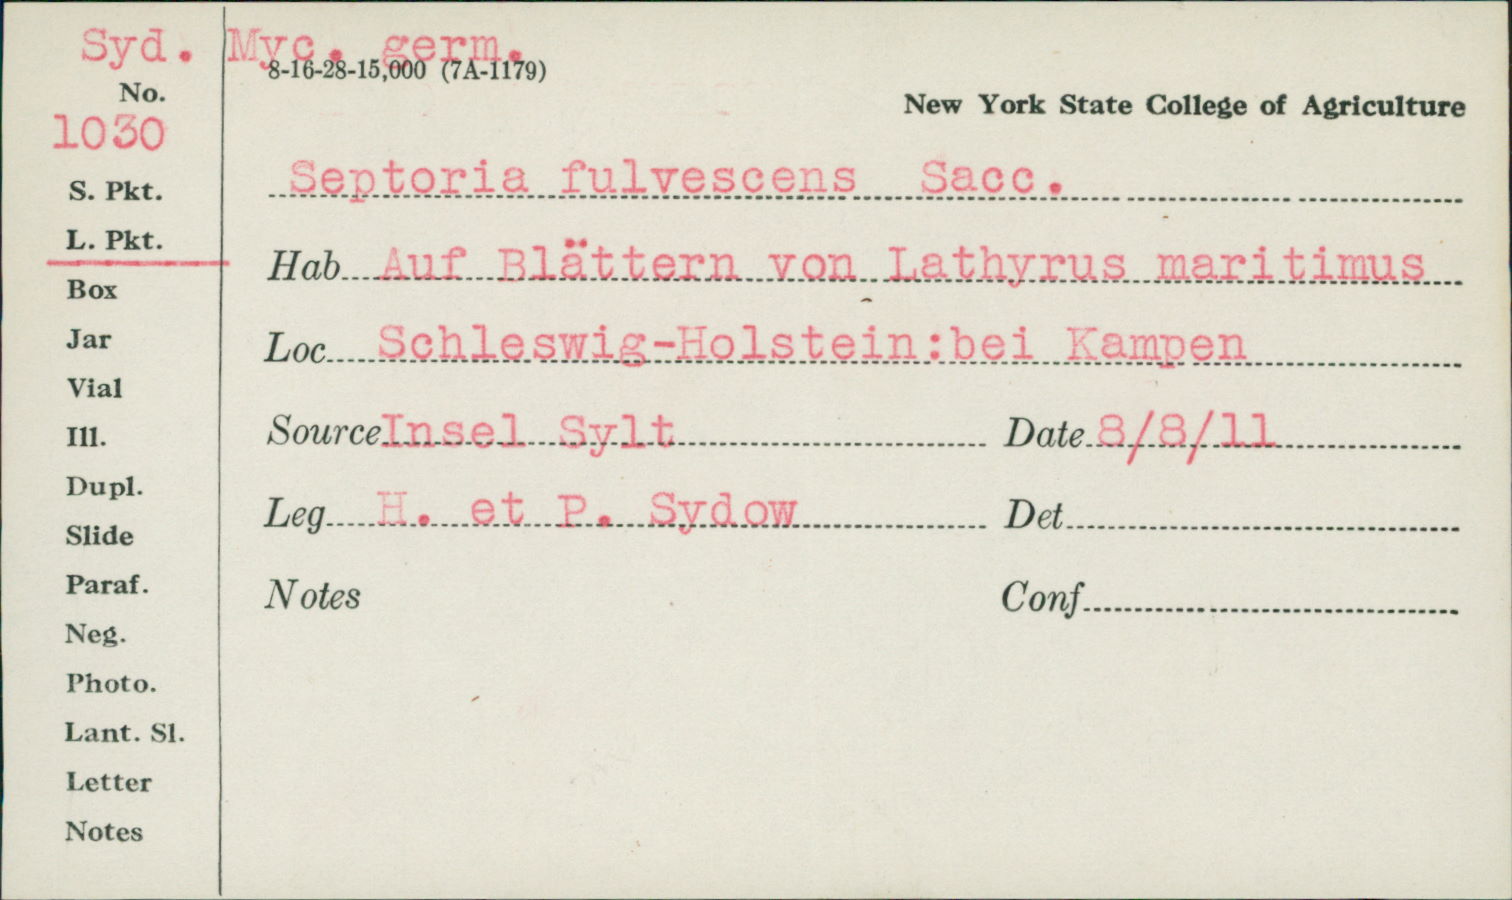 Syd. Myc. germ.
8-16-28-15,000 (7A-1179)
No.
New York State College of Agriculture
1030
Septoria fulvescens Sacc.
S. Pkt.
L. Pkt.
Hab Auf Blättern von Lathyrus maritimus
Box
Jar
Loc Schleswig-Holstein:bei Kampen
Vial
Ill.
Source Insel Sylt Date 8/8/11
Dupl.
Leg H. et P. Sydow Det
Slide
Paraf.
Notes Conf
Neg.
Photo.
Lant. Sl.
Letter
Notes